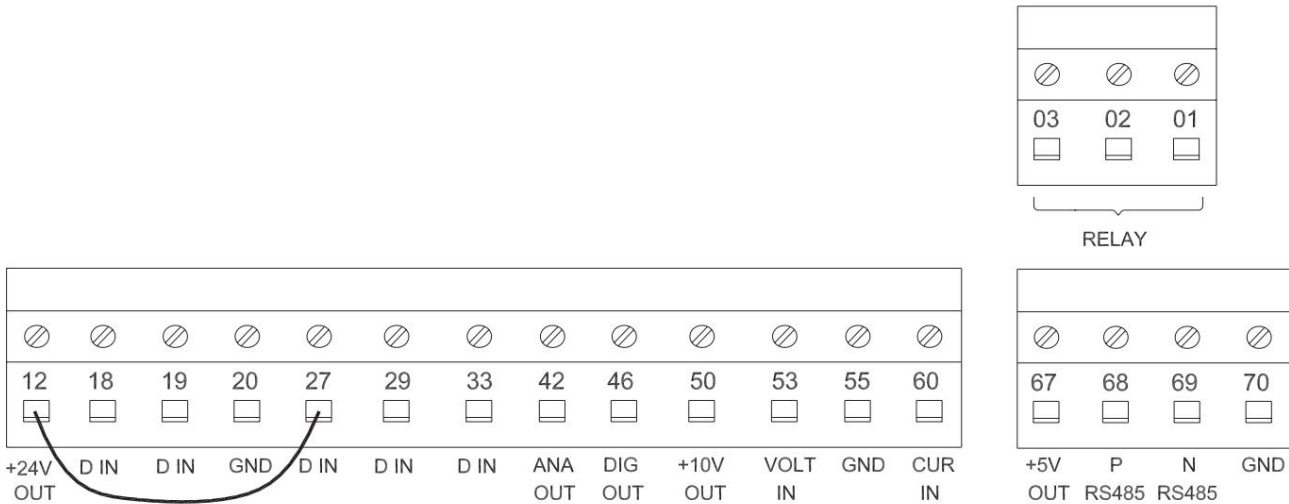 03 02 01
RELAY
12 18 19 20 27 29 33 42 46 50 53 55 60
67 68 69 70
+24V D IN D IN GND D IN D IN D IN ANA DIG +10V VOLT GND CUR
OUT OUT OUT OUT IN IN
+5V P N GND
OUT RS485 RS485